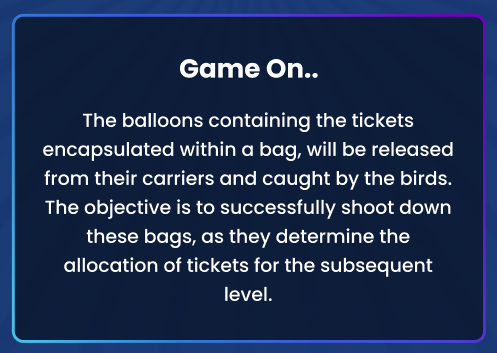 Game On..
The balloons containing the tickets
encapsulated within a bag, will be released
from their carriers and caught by the birds.
The objective is to successfully shoot down
these bags, as they determine the
allocation of tickets for the subsequent
level.